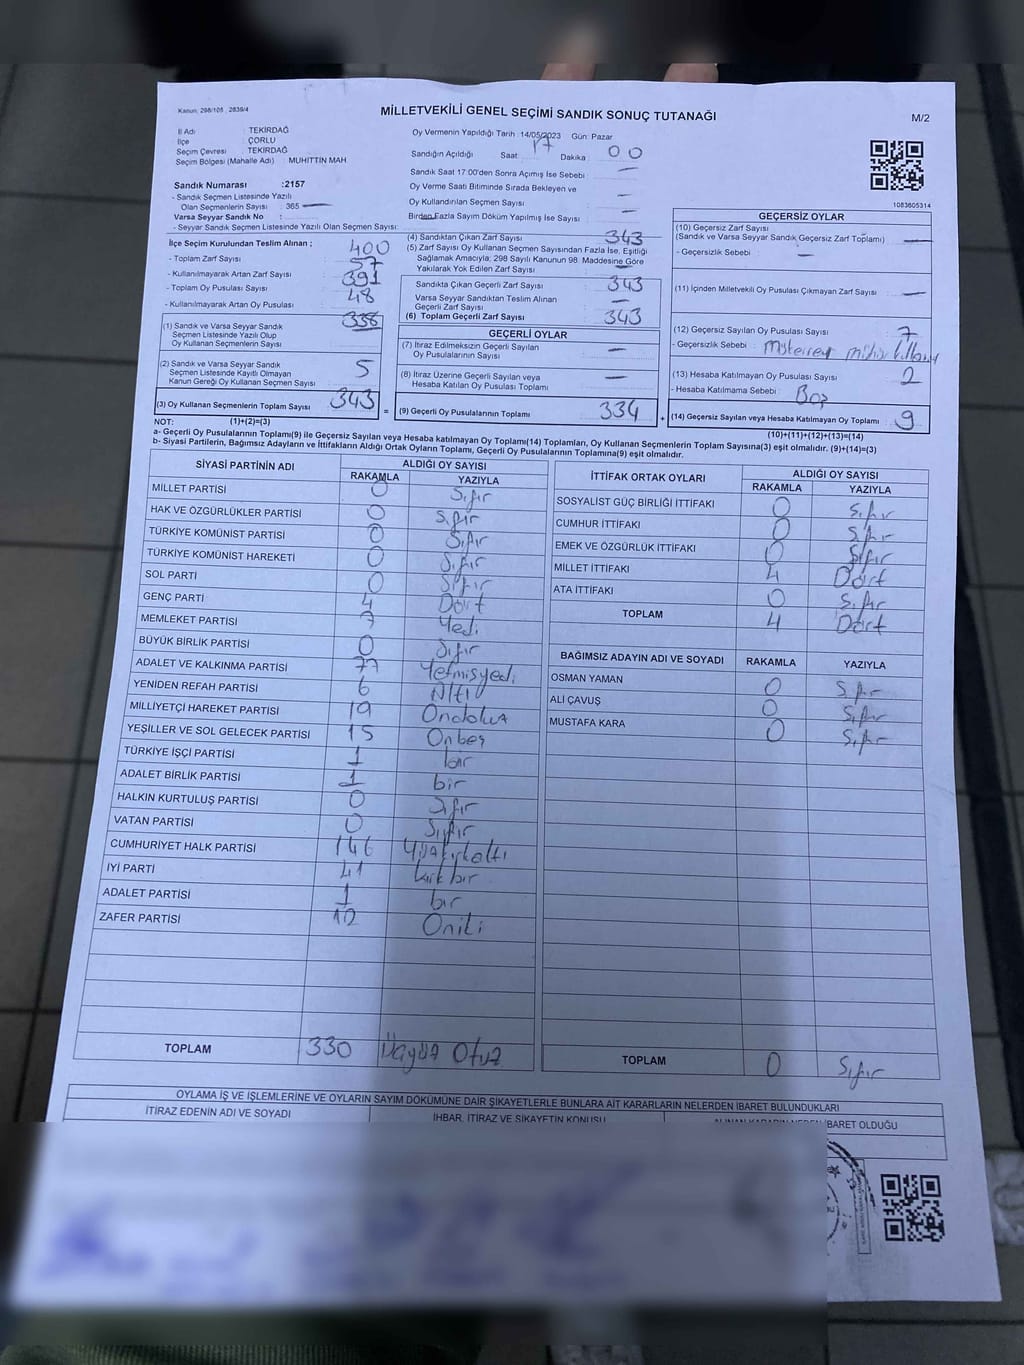 Kanun: 298/105 , 2839/4
MİLLETVEKİLİ GENEL SEÇİMİ SANDIK SONUÇ TUTANAĞI
M/2
İl Adı : TEKİRDAĞ
İlçe : ÇORLU
Seçim Çevresi : TEKİRDAĞ
Seçim Bölgesi (Mahalle Adı) : MUHITTIN MAH
Sandık Numarası :2157
- Sandık Seçmen Listesinde Yazılı
Olan Seçmenlerin Sayısı : 365
Varsa Seyyar Sandık No :
- Seyyar Sandık Seçmen Listesinde Yazılı Olan Seçmen Sayısı:
Oy Vermenin Yapıldığı Tarih :14/05/2023 Gün: Pazar
Sandığın Açıldığı Saat: 17 Dakika : 00
Sandık Saat 17:00'den Sonra Açımış İse Sebebi : —
Oy Verme Saati Bitiminde Sırada Bekleyen ve
Oy Kullandırılan Seçmen Sayısı : —
Birden Fazla Sayım Döküm Yapılmış İse Sayısı : —
1083605314
İlçe Seçim Kurulundan Teslim Alınan ;
- Toplam Zarf Sayısı : 400
- Kullanılmayarak Artan Zarf Sayısı : 57
- Toplam Oy Pusulası Sayısı : 391
- Kullanılmayarak Artan Oy Pusulası : 48
(1) Sandık ve Varsa Seyyar Sandık
Seçmen Listesinde Yazılı Olup
Oy Kullanan Seçmenlerin Sayısı : 338
(2) Sandık ve Varsa Seyyar Sandık
Seçmen Listesinde Kayıtlı Olmayan
Kanun Gereği Oy Kullanan Seçmen Sayısı : 5
(3) Oy Kullanan Seçmenlerin Toplam Sayısı : 343
(4) Sandıktan Çıkan Zarf Sayısı : 343
(5) Zarf Sayısı Oy Kullanan Seçmen Sayısından Fazla İse, Eşitliği
Sağlamak Amacıyla; 298 Sayılı Kanunun 98. Maddesine Göre
Yakılarak Yok Edilen Zarf Sayısı : —
Sandıkta Çıkan Geçerli Zarf Sayısı : 343
Varsa Seyyar Sandıktan Teslim Alınan
Geçerli Zarf Sayısı : —
(6) Toplam Geçerli Zarf Sayısı : 343
GEÇERLİ OYLAR
(7) İtiraz Edilmeksizin Geçerli Sayılan
Oy Pusulalarının Sayısı : —
(8) İtiraz Üzerine Geçerli Sayılan veya
Hesaba Katılan Oy Pusulası Toplamı : —
= (9) Geçerli Oy Pusulalarının Toplamı : 334
GEÇERSİZ OYLAR
(10) Geçersiz Zarf Sayısı
(Sandık ve Varsa Seyyar Sandık Geçersiz Zarf Toplamı) : —
- Geçersizlik Sebebi : —
(11) İçinden Milletvekili Oy Pusulası Çıkmayan Zarf Sayısı : —
(12) Geçersiz Sayılan Oy Pusulası Sayısı : 7
- Geçersizlik Sebebi :
(13) Hesaba Katılmayan Oy Pusulası Sayısı : 2
- Hesaba Katılmama Sebebi : Boş
+ (14) Geçersiz Sayılan veya Hesaba Katılmayan Oy Toplamı : 9
NOT: (1)+(2)=(3)
(10)+(11)+(12)+(13)=(14)
a- Geçerli Oy Pusulalarının Toplamı(9) ile Geçersiz Sayılan veya Hesaba katılmayan Oy Toplamı(14) Toplamları, Oy Kullanan Seçmenlerin Toplam Sayısına(3) eşit olmalıdır. (9)+(14)=(3)
b- Siyasi Partilerin, Bağımsız Adayların ve İttifakların Aldığı Ortak Oyların Toplamı, Geçerli Oy Pusulalarının Toplamına(9) eşit olmalıdır.
SİYASİ PARTİNİN ADI
ALDIĞI OY SAYISI
RAKAMLA YAZIYLA
MİLLET PARTİSİ 0 Sıfır
HAK VE ÖZGÜRLÜKLER PARTİSİ 0 Sıfır
TÜRKİYE KOMÜNİST PARTİSİ 0 Sıfır
TÜRKİYE KOMÜNİST HAREKETİ 0 Sıfır
SOL PARTİ 0 Sıfır
GENÇ PARTİ 4 Dört
MEMLEKET PARTİSİ 7 Yedi
BÜYÜK BİRLİK PARTİSİ 0 Sıfır
ADALET VE KALKINMA PARTİSİ 77 Yetmişyedi
YENİDEN REFAH PARTİSİ 6 Altı
MİLLİYETÇİ HAREKET PARTİSİ 19 Ondokuz
YEŞİLLER VE SOL GELECEK PARTİSİ 15 Onbeş
TÜRKİYE İŞÇİ PARTİSİ 1 bir
ADALET BİRLİK PARTİSİ 1 bir
HALKIN KURTULUŞ PARTİSİ 0 Sıfır
VATAN PARTİSİ 0 Sıfır
CUMHURİYET HALK PARTİSİ 146 Yüzkırkaltı
İYİ PARTİ 41 kırk bir
ADALET PARTİSİ 1 bir
ZAFER PARTİSİ 12 Oniki
TOPLAM 330 Üçyüz Otuz
İTTİFAK ORTAK OYLARI
ALDIĞI OY SAYISI
RAKAMLA YAZIYLA
SOSYALİST GÜÇ BİRLİĞİ İTTİFAKI 0 Sıfır
CUMHUR İTTİFAKI 0 Sıfır
EMEK VE ÖZGÜRLÜK İTTİFAKI 0 Sıfır
MİLLET İTTİFAKI 4 Dört
ATA İTTİFAKI 0 Sıfır
TOPLAM 4 Dört
BAĞIMSIZ ADAYIN ADI VE SOYADI RAKAMLA YAZIYLA
OSMAN YAMAN 0 Sıfır
ALİ ÇAVUŞ 0 Sıfır
MUSTAFA KARA 0 Sıfır
TOPLAM 0 Sıfır
OYLAMA İŞ VE İŞLEMLERİNE VE OYLARIN SAYIM DÖKÜMÜNE DAİR ŞİKAYETLERLE BUNLARA AİT KARARLARIN NELERDEN İBARET BULUNDUKLARI
İTİRAZ EDENİN ADI VE SOYADI
İHBAR, İTİRAZ VE ŞİKAYETİN KONUSU
ALINAN KARARIN NEDEN İBARET OLDUĞU